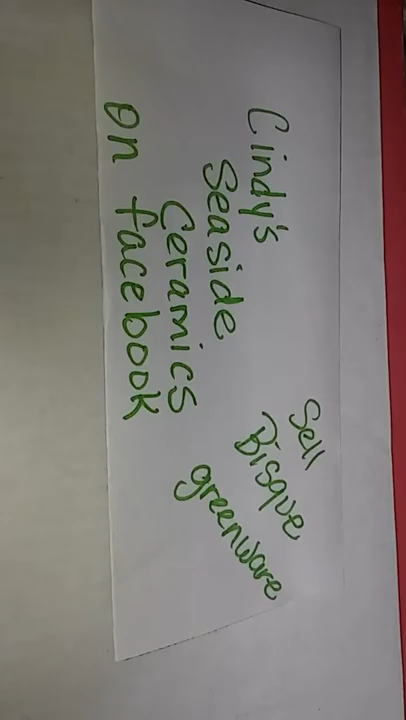 Cindy's
Seaside
Ceramics
on facebook
Sell
Bisque
greenware